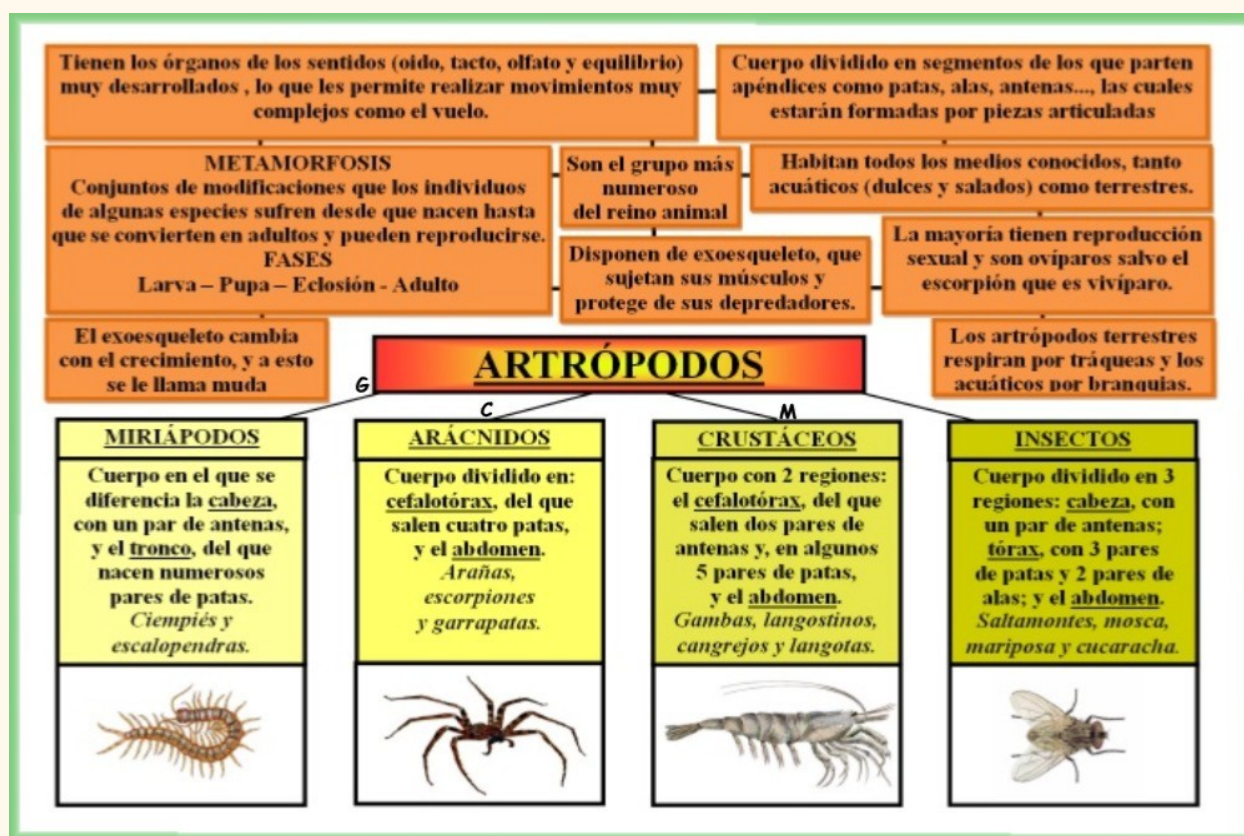 Tienen los órganos de los sentidos (oido, tacto, olfato y equilibrio)
muy desarrollados , lo que les permite realizar movimientos muy
complejos como el vuelo.
Cuerpo dividido en segmentos de los que parten
apéndices como patas, alas, antenas..., las cuales
estarán formadas por piezas articuladas
METAMORFOSIS
Conjuntos de modificaciones que los individuos
de algunas especies sufren desde que nacen hasta
que se convierten en adultos y pueden reproducirse.
FASES
Larva – Pupa – Eclosión - Adulto
Son el grupo más
numeroso
del reino animal
Habitan todos los medios conocidos, tanto
acuáticos (dulces y salados) como terrestres.
Disponen de exoesqueleto, que
sujetan sus músculos y
protege de sus depredadores.
La mayoría tienen reproducción
sexual y son ovíparos salvo el
escorpión que es vivíparo.
El exoesqueleto cambia
con el crecimiento, y a esto
se le llama muda
Los artrópodos terrestres
respiran por tráqueas y los
acuáticos por branquias.
ARTRÓPODOS
G
C
M
MIRIÁPODOS
Cuerpo en el que se
diferencia la cabeza,
con un par de antenas,
y el tronco, del que
nacen numerosos
pares de patas.
Ciempiés y
escalopendras.
ARÁCNIDOS
Cuerpo dividido en:
cefalotórax, del que
salen cuatro patas,
y el abdomen.
Arañas,
escorpiones
y garrapatas.
CRUSTÁCEOS
Cuerpo con 2 regiones:
el cefalotórax, del que
salen dos pares de
antenas y, en algunos
5 pares de patas,
y el abdomen.
Gambas, langostinos,
cangrejos y langotas.
INSECTOS
Cuerpo dividido en 3
regiones: cabeza, con
un par de antenas;
tórax, con 3 pares
de patas y 2 pares de
alas; y el abdomen.
Saltamontes, mosca,
mariposa y cucaracha.